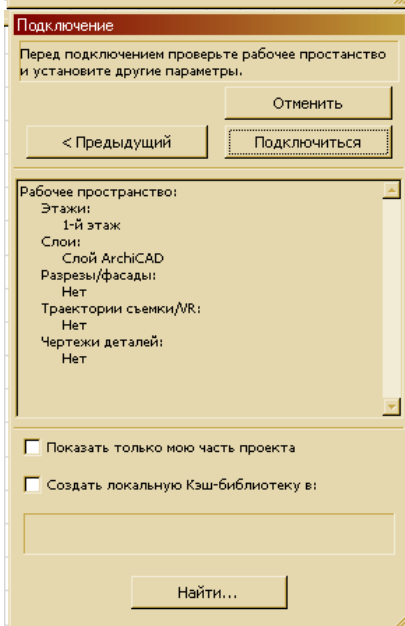 Подключение
Перед подключением проверьте рабочее простанство
и установите другие параметры.
Отменить
< Предыдущий
Подключиться
Рабочее пространство:
Этажи:
1-й этаж
Слои:
Слой ArchiCAD
Разрезы/фасады:
Нет
Траектории съемки/VR:
Нет
Чертежи деталей:
Нет
Показать только мою часть проекта
Создать локальную Кэш-библиотеку в:
Найти...